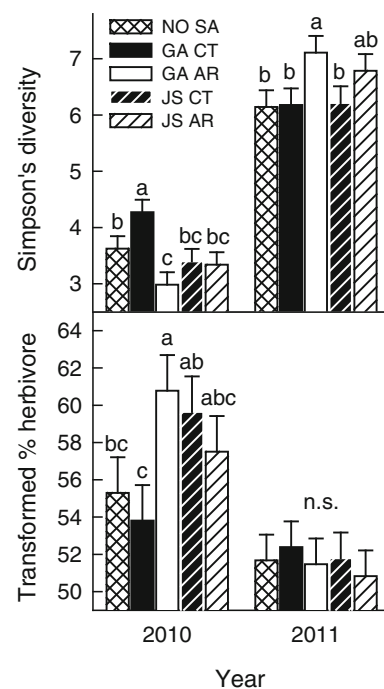 NO SA
GA CT
GA AR
JS CT
JS AR
Simpson's diversity
7
6
5
4
3
b a c bc bc
b b a b ab
Transformed % herbivore
64
62
60
58
56
54
52
50
bc c a ab abc
n.s.
2010 2011
Year